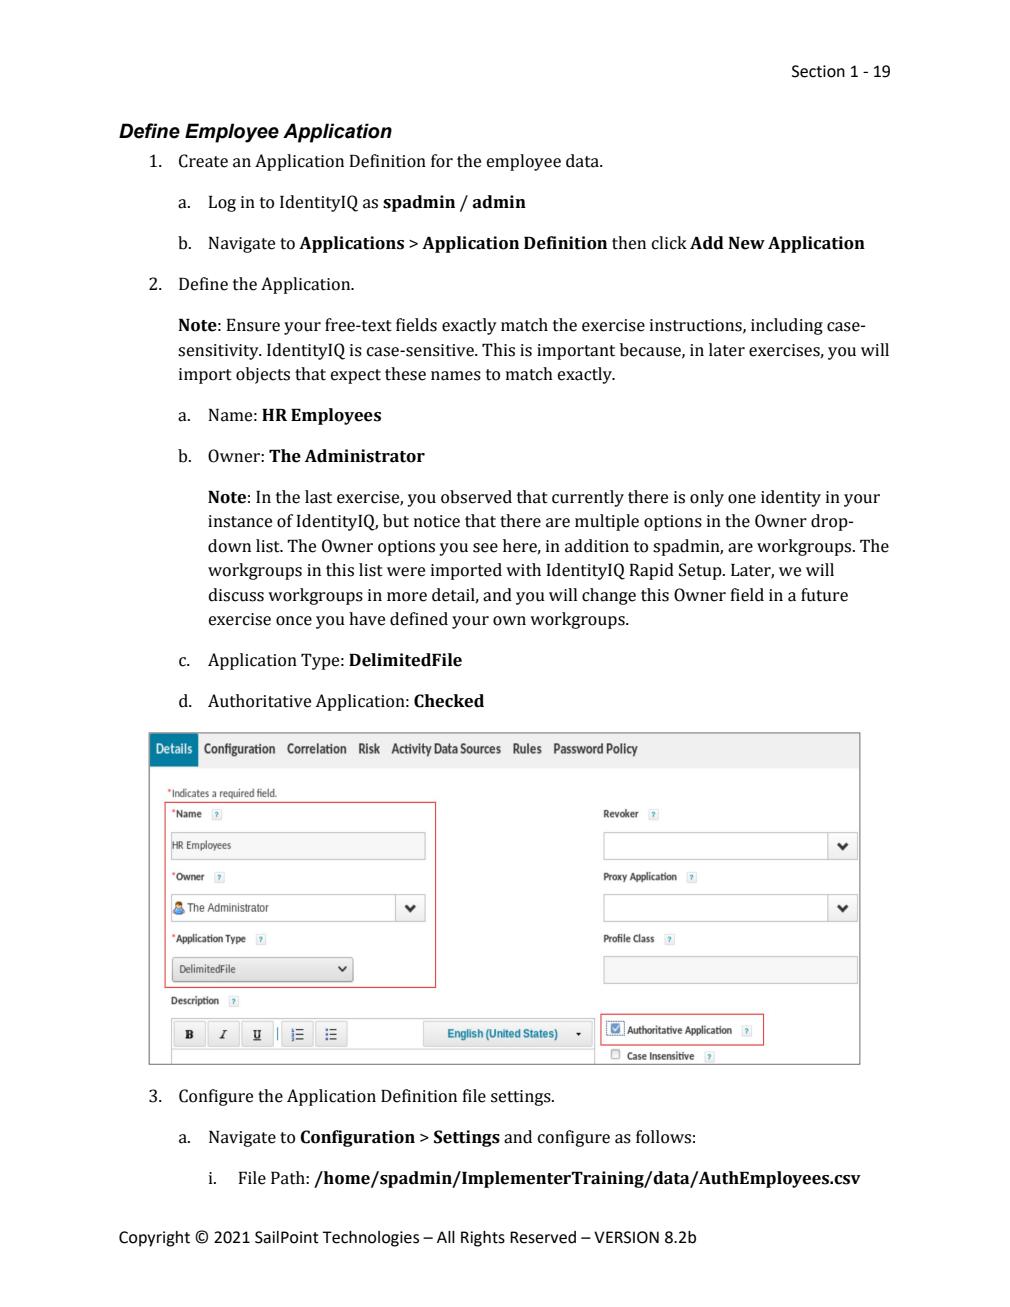 Section 1 - 19
Define Employee Application
1. Create an Application Definition for the employee data.
a. Log in to IdentityIQ as spadmin / admin
b. Navigate to Applications > Application Definition then click Add New Application
2. Define the Application.
Note: Ensure your free-text fields exactly match the exercise instructions, including case-
sensitivity. IdentityIQ is case-sensitive. This is important because, in later exercises, you will
import objects that expect these names to match exactly.
a. Name: HR Employees
b. Owner: The Administrator
Note: In the last exercise, you observed that currently there is only one identity in your
instance of IdentityIQ, but notice that there are multiple options in the Owner drop-
down list. The Owner options you see here, in addition to spadmin, are workgroups. The
workgroups in this list were imported with IdentityIQ Rapid Setup. Later, we will
discuss workgroups in more detail, and you will change this Owner field in a future
exercise once you have defined your own workgroups.
c. Application Type: DelimitedFile
d. Authoritative Application: Checked
Details Configuration Correlation Risk Activity Data Sources Rules Password Policy
*Indicates a required field.
*Name ?
HR Employees
*Owner ?
The Administrator
*Application Type ?
DelimitedFile
Description ?
B I U English (United States)
Revoker ?
Proxy Application ?
Profile Class ?
Authoritative Application ?
Case Insensitive ?
3. Configure the Application Definition file settings.
a. Navigate to Configuration > Settings and configure as follows:
i. File Path: /home/spadmin/ImplementerTraining/data/AuthEmployees.csv
Copyright © 2021 SailPoint Technologies – All Rights Reserved – VERSION 8.2b